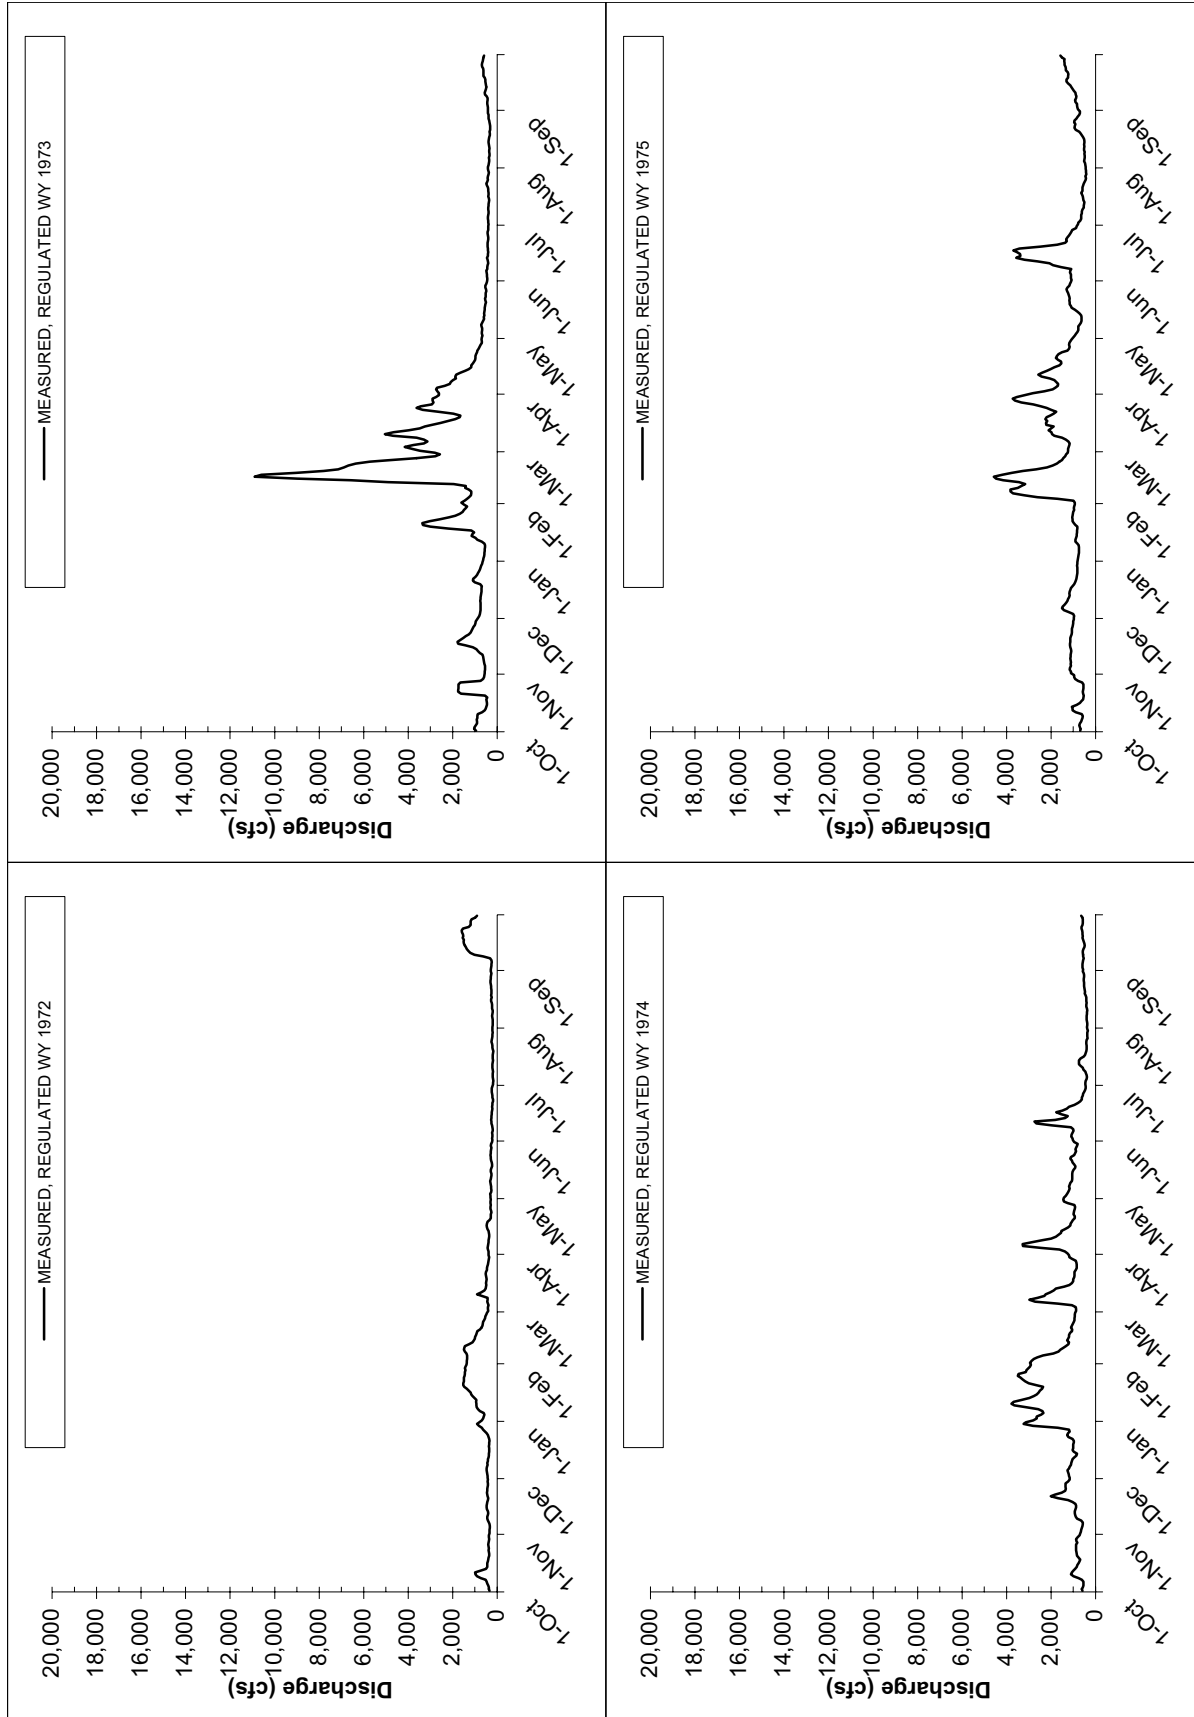 MEASURED, REGULATED WY 1972
20,000
18,000
16,000
14,000
12,000
10,000
8,000
6,000
4,000
2,000
0
Discharge (cfs)
1-Oct
1-Nov
1-Dec
1-Jan
1-Feb
1-Mar
1-Apr
1-May
1-Jun
1-Jul
1-Aug
1-Sep
MEASURED, REGULATED WY 1973
20,000
18,000
16,000
14,000
12,000
10,000
8,000
6,000
4,000
2,000
0
Discharge (cfs)
1-Oct
1-Nov
1-Dec
1-Jan
1-Feb
1-Mar
1-Apr
1-May
1-Jun
1-Jul
1-Aug
1-Sep
MEASURED, REGULATED WY 1974
20,000
18,000
16,000
14,000
12,000
10,000
8,000
6,000
4,000
2,000
0
Discharge (cfs)
1-Oct
1-Nov
1-Dec
1-Jan
1-Feb
1-Mar
1-Apr
1-May
1-Jun
1-Jul
1-Aug
1-Sep
MEASURED, REGULATED WY 1975
20,000
18,000
16,000
14,000
12,000
10,000
8,000
6,000
4,000
2,000
0
Discharge (cfs)
1-Oct
1-Nov
1-Dec
1-Jan
1-Feb
1-Mar
1-Apr
1-May
1-Jun
1-Jul
1-Aug
1-Sep